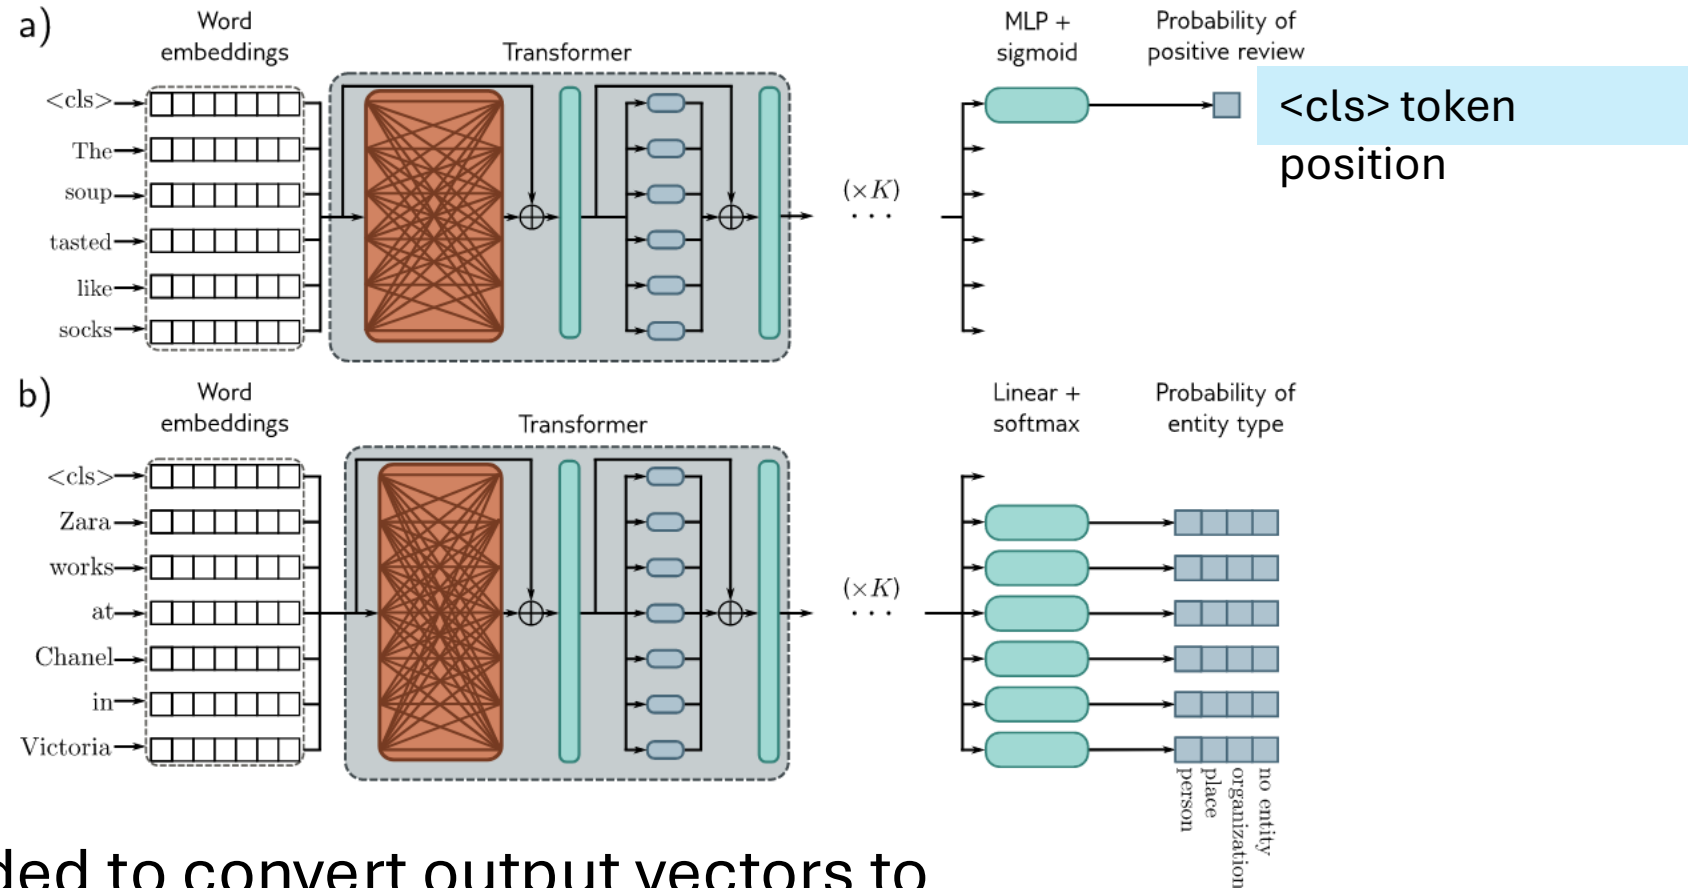 a)
Word
embeddings
Transformer
MLP +
sigmoid
Probability of
positive review
<cls>
The
soup
tasted
like
socks
(×K)
. . .
<cls> token
position
b)
Word
embeddings
Transformer
Linear +
softmax
Probability of
entity type
<cls>
Zara
works
at
Chanel
in
Victoria
(×K)
. . .
person
place
organization
no entity
ded to convert output vectors to